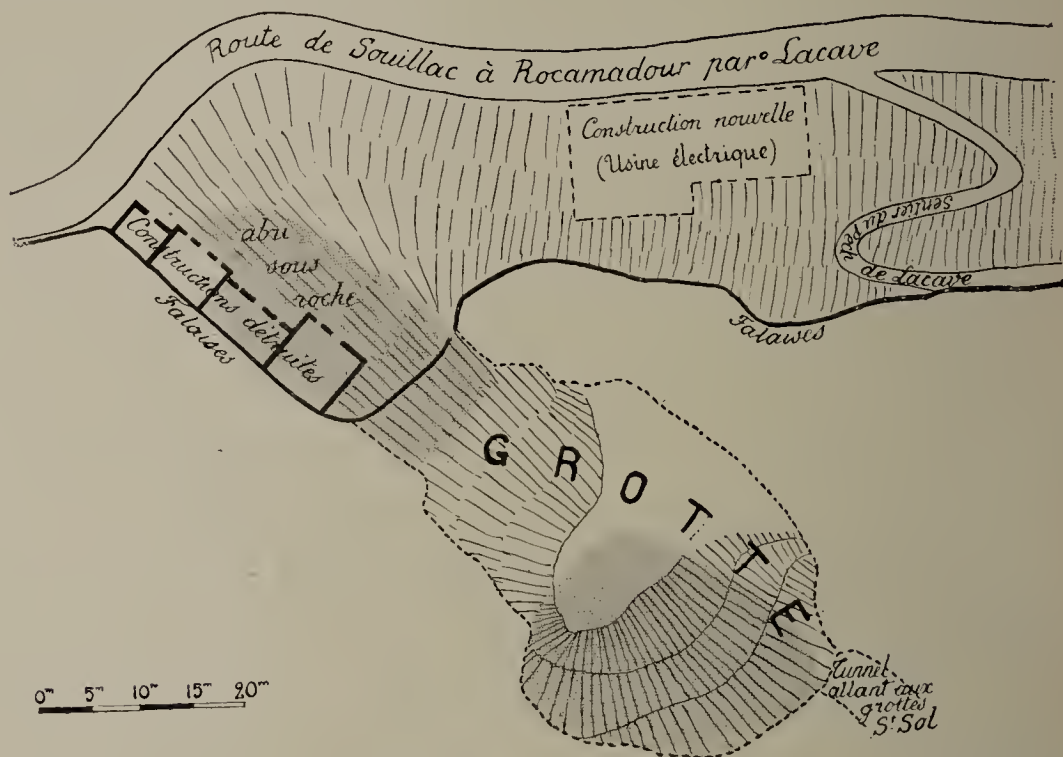 Route de Souillac à Rocamadour par Lacave
Construction nouvelle
(Usine électrique)
Sentier du Pech
de Lacave
abri
sous
roche
Constructions détruites
Falaises
Falaises
GROTTE
Tunnel
allant aux
grottes
St Sol
0m 5m 10m 15m 20m